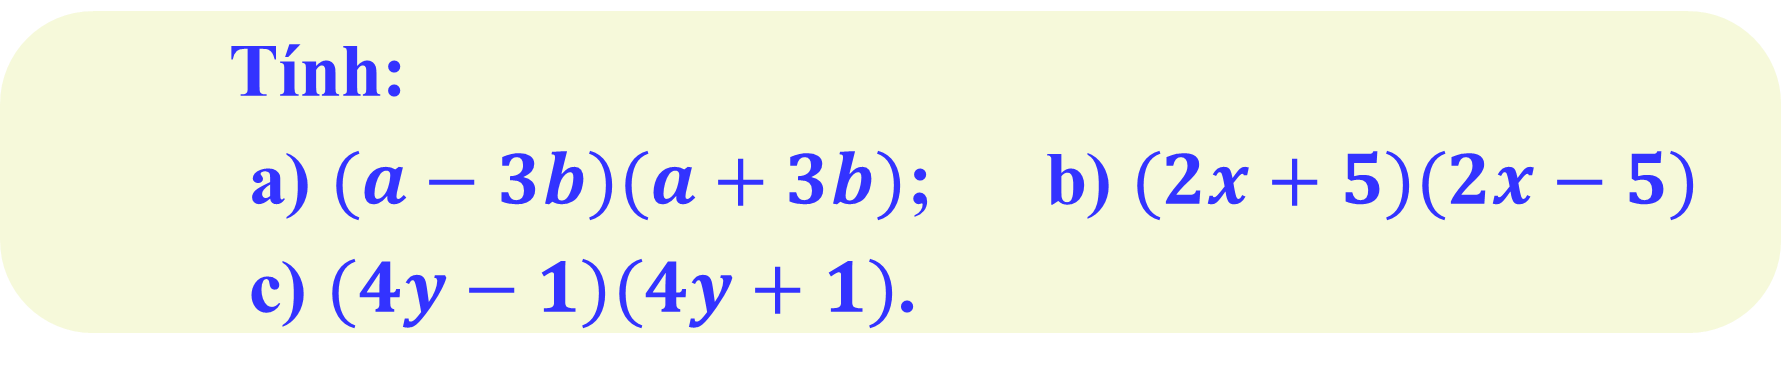 Tính:
a) (a − 3b)(a + 3b); b) (2x + 5)(2x − 5)
c) (4y − 1)(4y + 1).